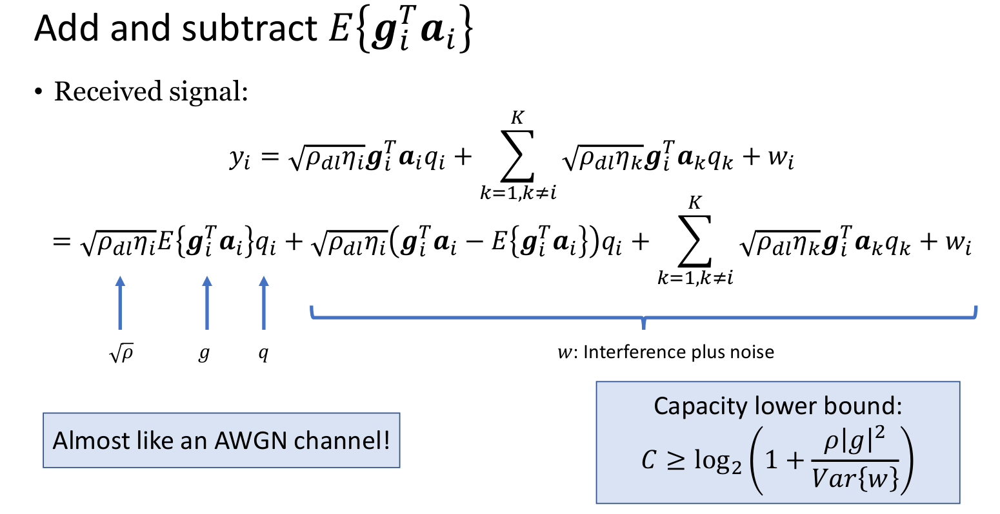 Add and subtract $E\{\boldsymbol{g}_i^T \boldsymbol{a}_i\}$
• Received signal:
$y_i = \sqrt{\rho_{dl}\eta_i}\boldsymbol{g}_i^T \boldsymbol{a}_i q_i + \sum_{k=1,k\neq i}^{K} \sqrt{\rho_{dl}\eta_k}\boldsymbol{g}_i^T \boldsymbol{a}_k q_k + w_i$
$= \sqrt{\rho_{dl}\eta_i}E\{\boldsymbol{g}_i^T \boldsymbol{a}_i\}q_i + \sqrt{\rho_{dl}\eta_i}(\boldsymbol{g}_i^T \boldsymbol{a}_i - E\{\boldsymbol{g}_i^T \boldsymbol{a}_i\})q_i + \sum_{k=1,k\neq i}^{K} \sqrt{\rho_{dl}\eta_k}\boldsymbol{g}_i^T \boldsymbol{a}_k q_k + w_i$
$\sqrt{\rho}$ $g$ $q$ $w$: Interference plus noise
Almost like an AWGN channel!
Capacity lower bound:
$C \geq \log_2\left(1 + \frac{\rho|g|^2}{Var\{w\}}\right)$